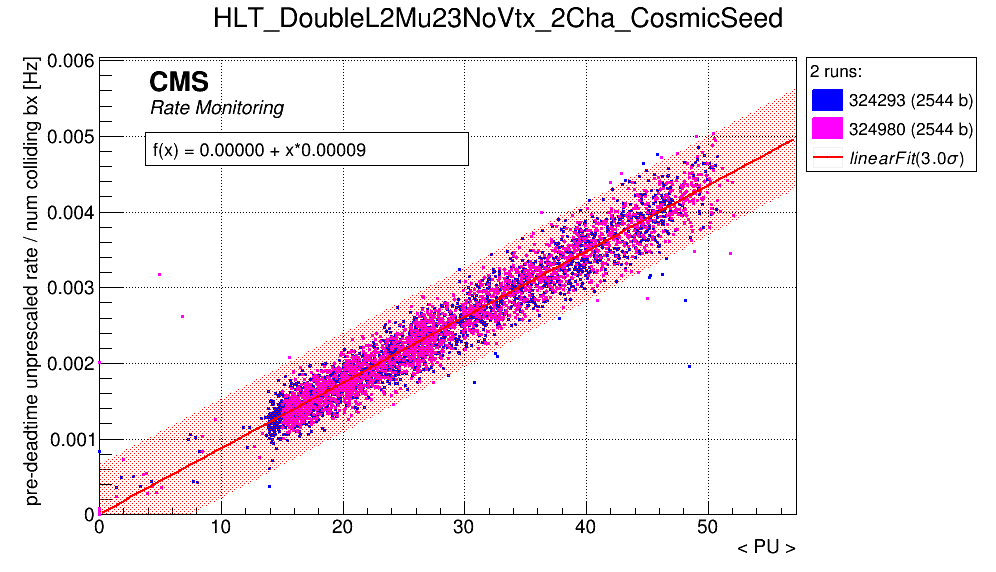 HLT_DoubleL2Mu23NoVtx_2Cha_CosmicSeed
pre-deadtime unprescaled rate / num colliding bx [Hz]
0.006
0.005
0.004
0.003
0.002
0.001
0
CMS
Rate Monitoring
f(x) = 0.00000 + x*0.00009
2 runs:
324293 (2544 b)
324980 (2544 b)
linearFit(3.0σ)
0 10 20 30 40 50
< PU >